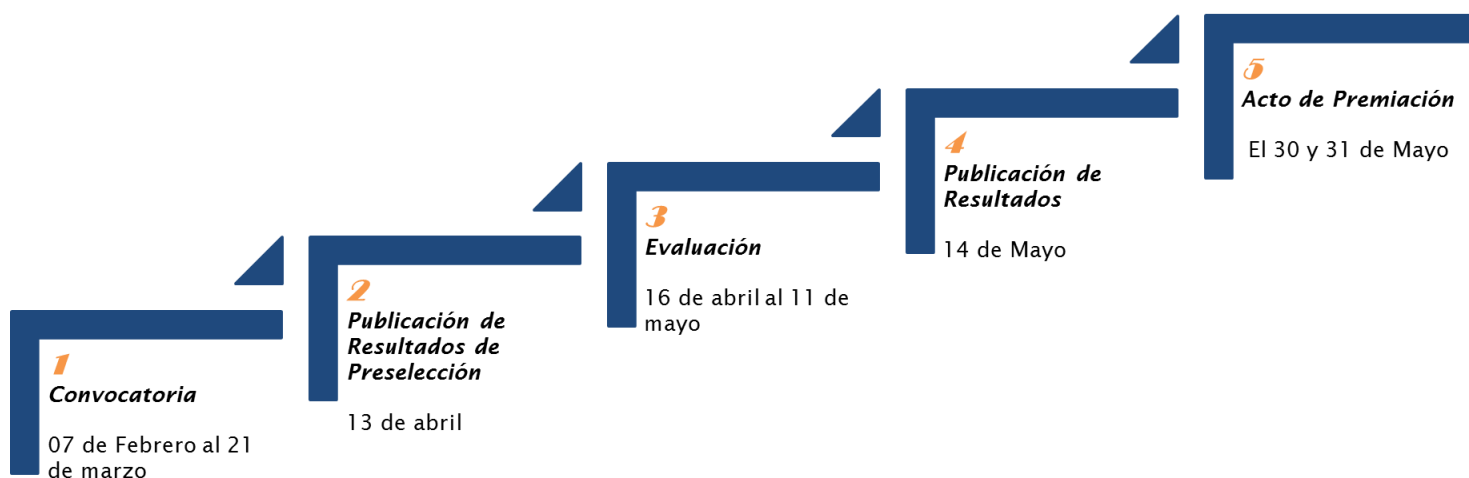 1
Convocatoria
07 de Febrero al 21
de marzo
2
Publicación de
Resultados de
Preselección
13 de abril
3
Evaluación
16 de abril al 11 de
mayo
4
Publicación de
Resultados
14 de Mayo
5
Acto de Premiación
El 30 y 31 de Mayo